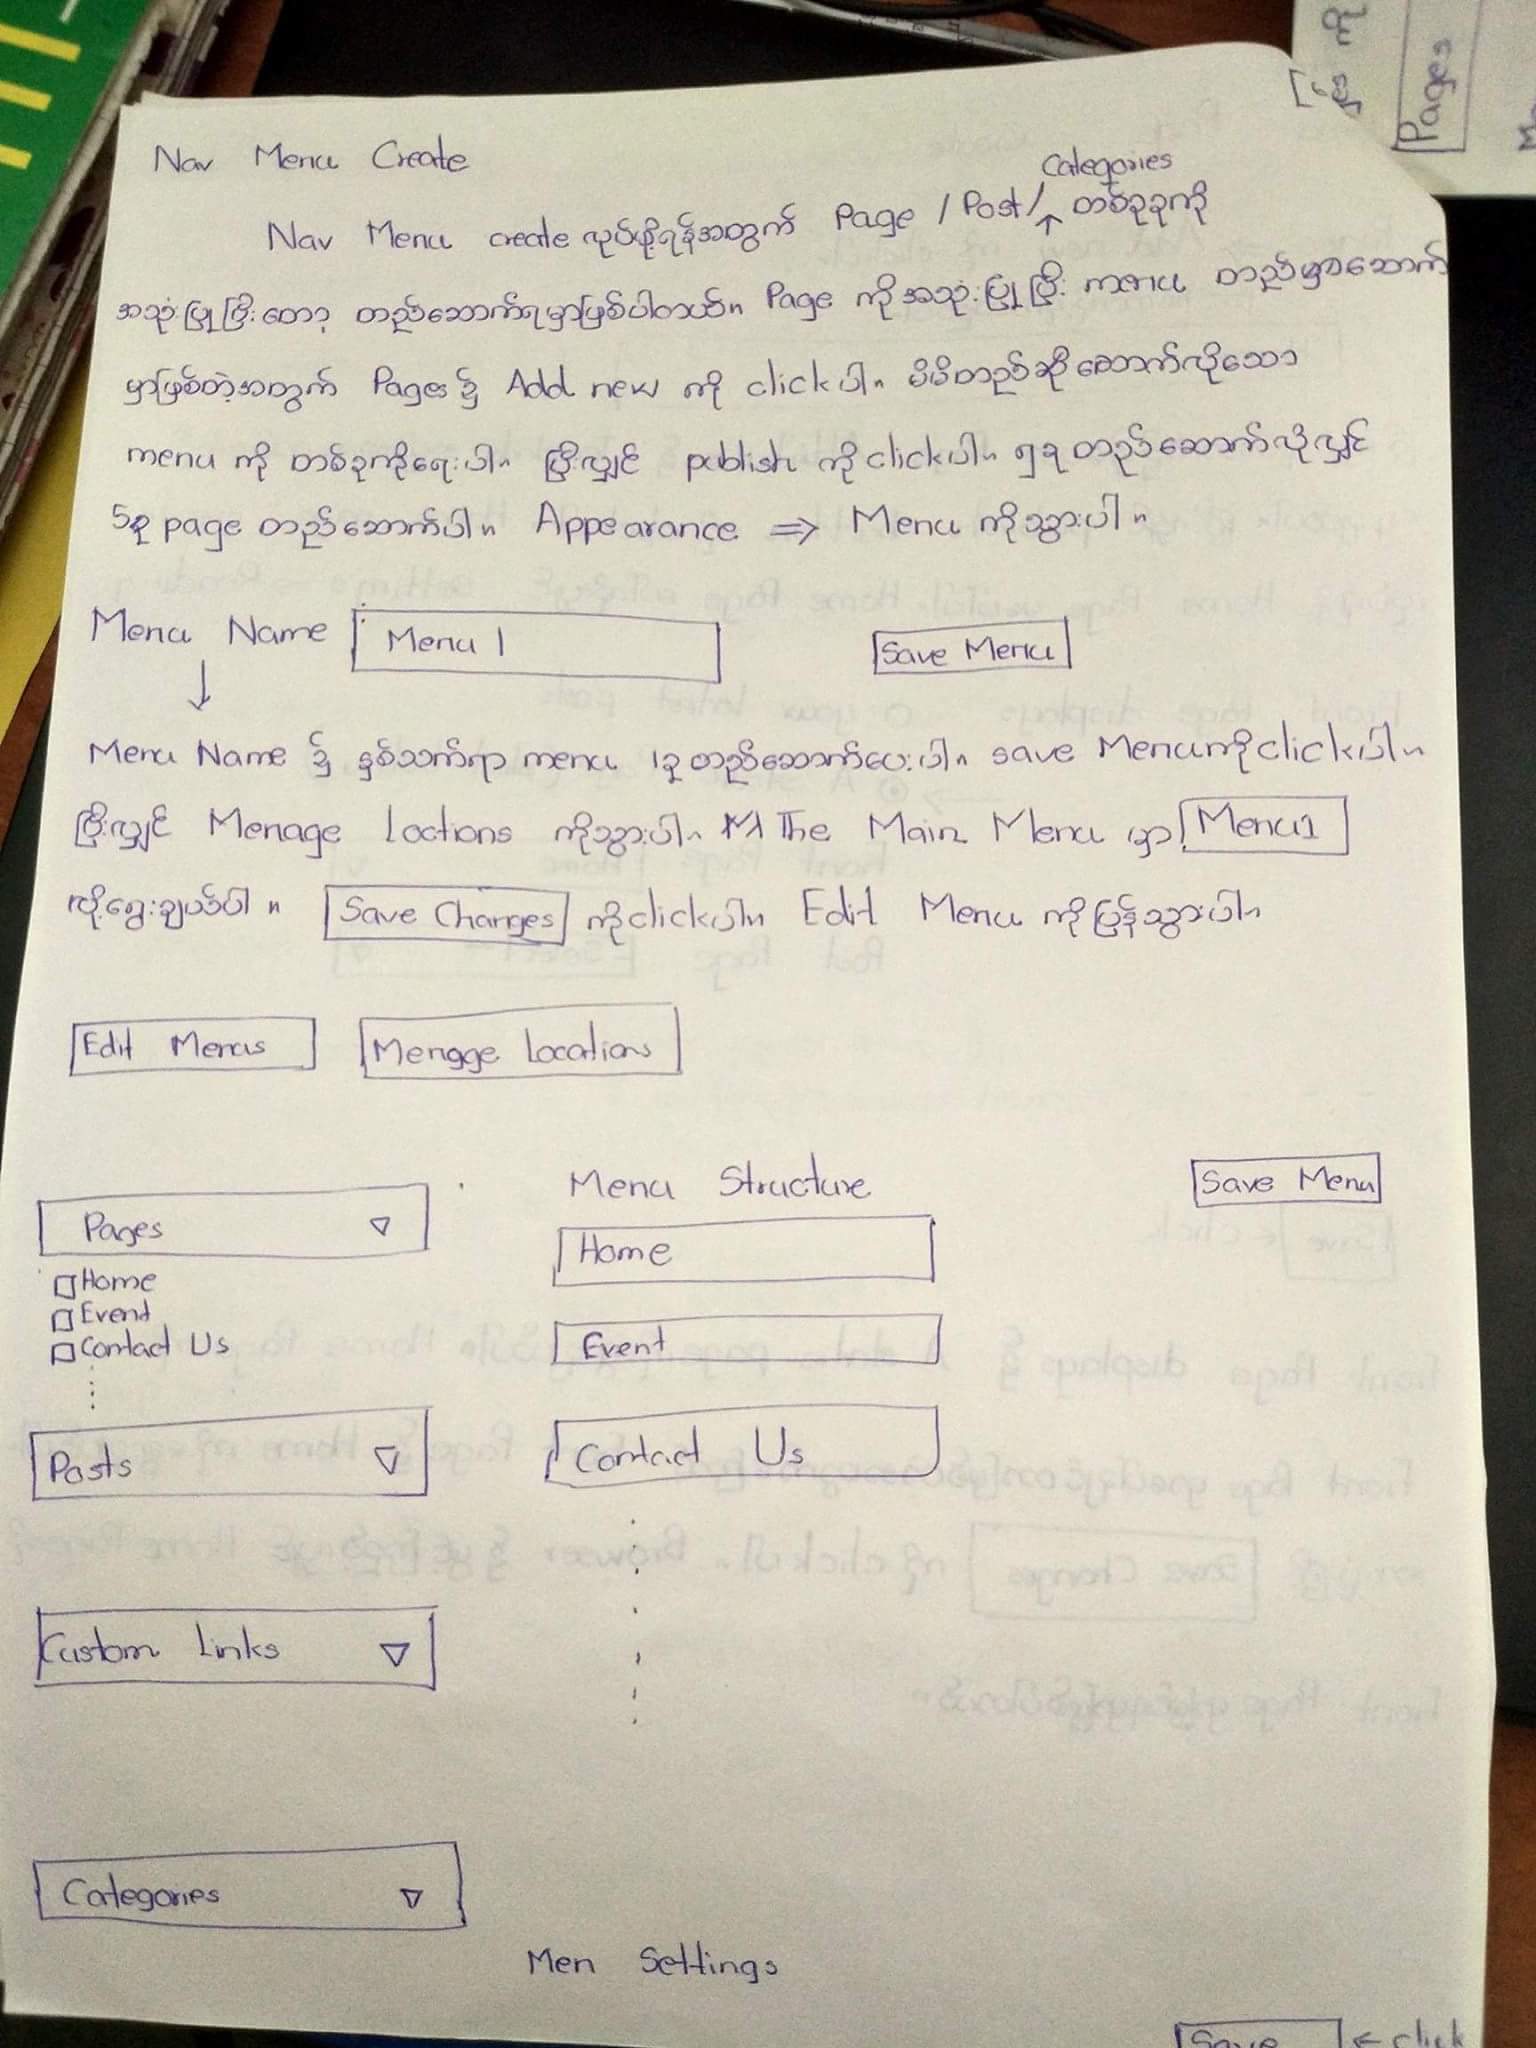 Nav Menu Create
Categories
Nav Menu create လုပ်ဖို့ရန်အတွက် Page / Post / တစ်ခုခုကို
အသုံးပြုပြီးတော့ တည်ဆောက်ရမှာဖြစ်ပါတယ်။ Page ကိုအသုံးပြုပြီး menu တည်မှာဆောက်
မှာဖြစ်တဲ့အတွက် Pages ၌ Add new ကို click ပါ။ မိမိတည်ဆိုဆောက်လိုသော
menu ကို တစ်ခုကိုရေးပါ။ ပြီးလျှင် publish ကို click ပါ။ ၅ခု တည်ဆောက်လိုလျှင်
5ခု page တည်ဆောက်ပါ။ Appearance ⇒ Menu ကိုသွားပါ။
Menu Name Menu 1 Save Menu
↓
Menu Name ၌ နှစ်သက်ရာ menu ၁ခုတည်ဆောက်ပေးပါ။ save Menu ကို click ပါ။
ပြီးလျှင် Menage Loctions ကိုသွားပါ။ The Main Menu မှာ Menu1
လို့ရွေးချယ်ပါ။ Save Changes ကို click ပါ။ Edit Menu ကိုပြန်သွားပါ။
Edit Menus Mengge Locations
Menu Structure Save Menu
Pages ▽ Home
Home
Event
Contact Us
Event
Posts ▽ Contact Us
Custom Links ▽
Categories ▽
Men Settings
Save ← click
Pages